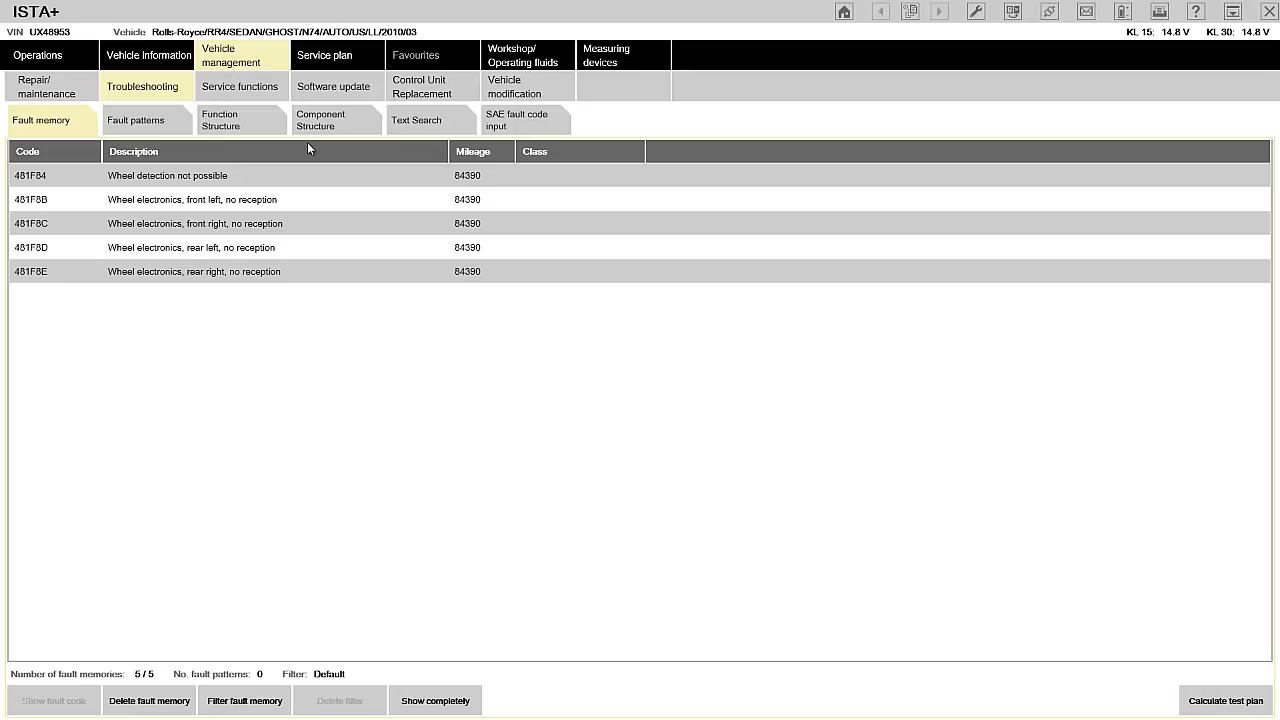 ISTA+
VIN UX48953 Vehicle Rolls-Royce/RR4/SEDAN/GHOST/N74/AUTO/US/LL/2010/03 KL 15: 14.8 V KL 30: 14.8 V
Operations
Vehicle Information
Vehicle
management
Service plan
Favourites
Workshop/
Operating fluids
Measuring
devices
Repair/
maintenance
Troubleshooting
Service functions
Software update
Control Unit
Replacement
Vehicle
modification
Fault memory
Fault patterns
Function
Structure
Component
Structure
Text Search
SAE fault code
input
Code Description Mileage Class
481F84 Wheel detection not possible 84390
481F8B Wheel electronics, front left, no reception 84390
481F8C Wheel electronics, front right, no reception 84390
481F8D Wheel electronics, rear left, no reception 84390
481F8E Wheel electronics, rear right, no reception 84390
Number of fault memories: 5 / 5 No. fault patterns: 0 Filter: Default
Show fault code Delete fault memory Filter fault memory Delete filter Show completely Calculate test plan